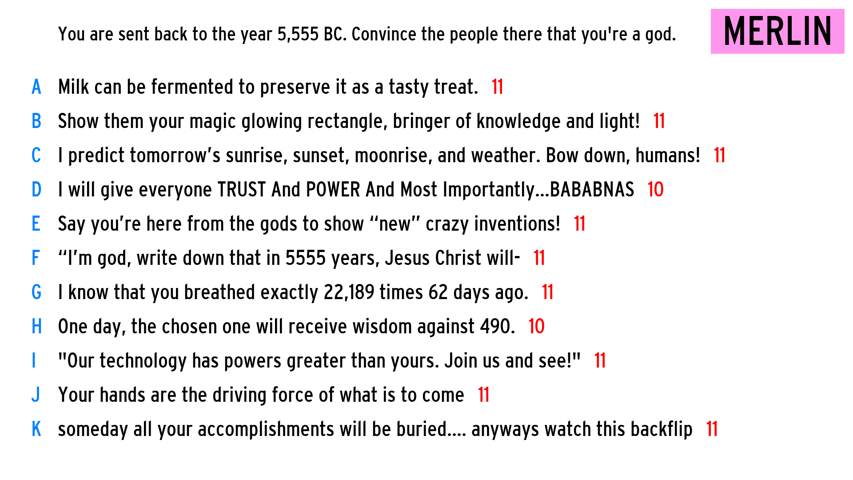 You are sent back to the year 5,555 BC. Convince the people there that you're a god.
MERLIN
A Milk can be fermented to preserve it as a tasty treat. 11
B Show them your magic glowing rectangle, bringer of knowledge and light! 11
C I predict tomorrow’s sunrise, sunset, moonrise, and weather. Bow down, humans! 11
D I will give everyone TRUST And POWER And Most Importantly...BABABNAS 10
E Say you’re here from the gods to show “new” crazy inventions! 11
F “I’m god, write down that in 5555 years, Jesus Christ will- 11
G I know that you breathed exactly 22,189 times 62 days ago. 11
H One day, the chosen one will receive wisdom against 490. 10
I "Our technology has powers greater than yours. Join us and see!" 11
J Your hands are the driving force of what is to come 11
K someday all your accomplishments will be buried.... anyways watch this backflip 11